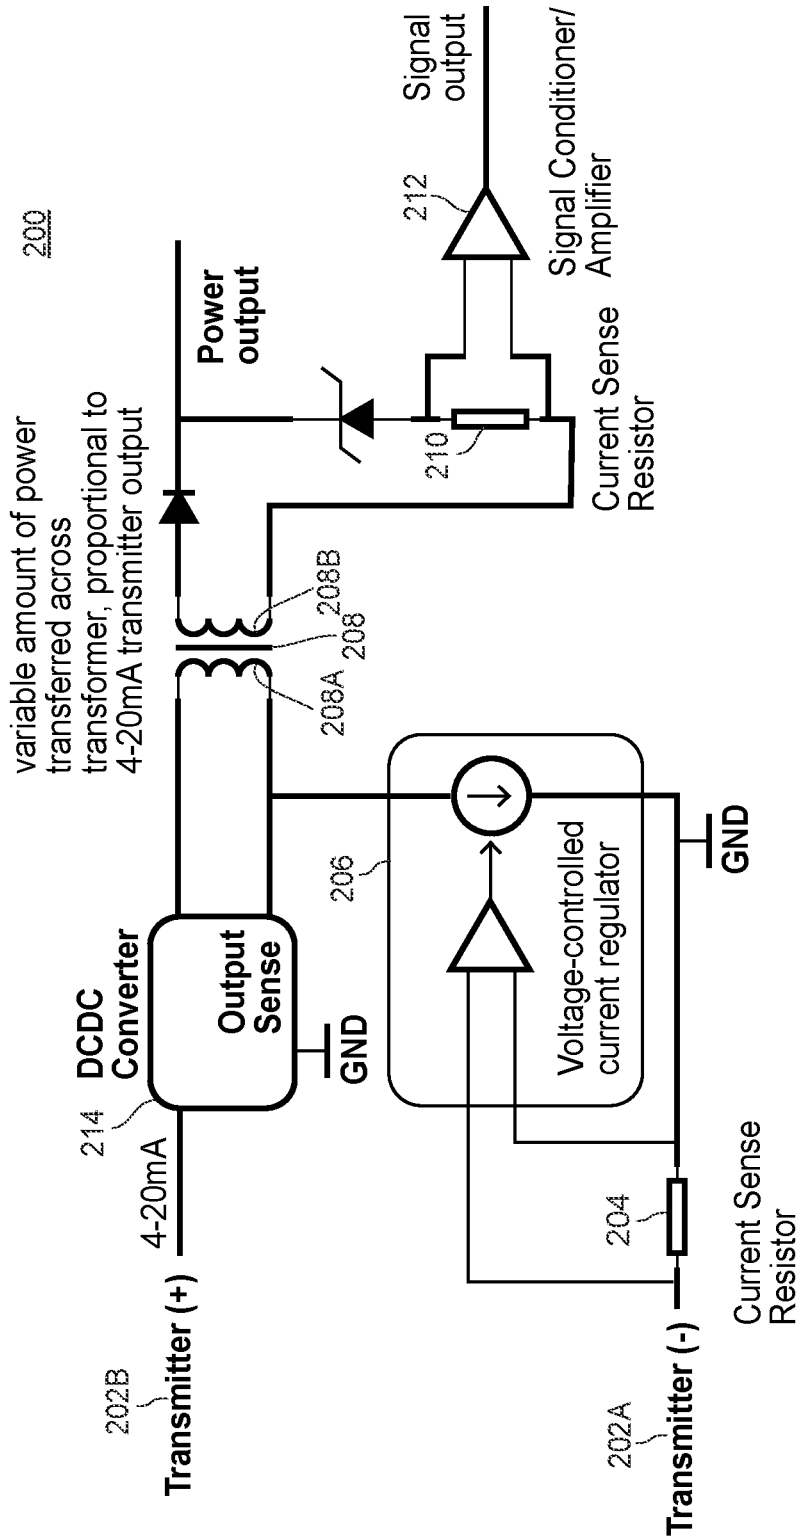 200
variable amount of power
transferred across
transformer, proportional to
4-20mA transmitter output
DCDC
Converter
214
4-20mA
Output
Sense
GND
202B
Transmitter (+)
208A
208
208B
Power
output
206
Voltage-controlled
current regulator
GND
204
Current Sense
Resistor
202A
Transmitter (-)
210
Current Sense
Resistor
212
Signal
output
Signal Conditioner/
Amplifier